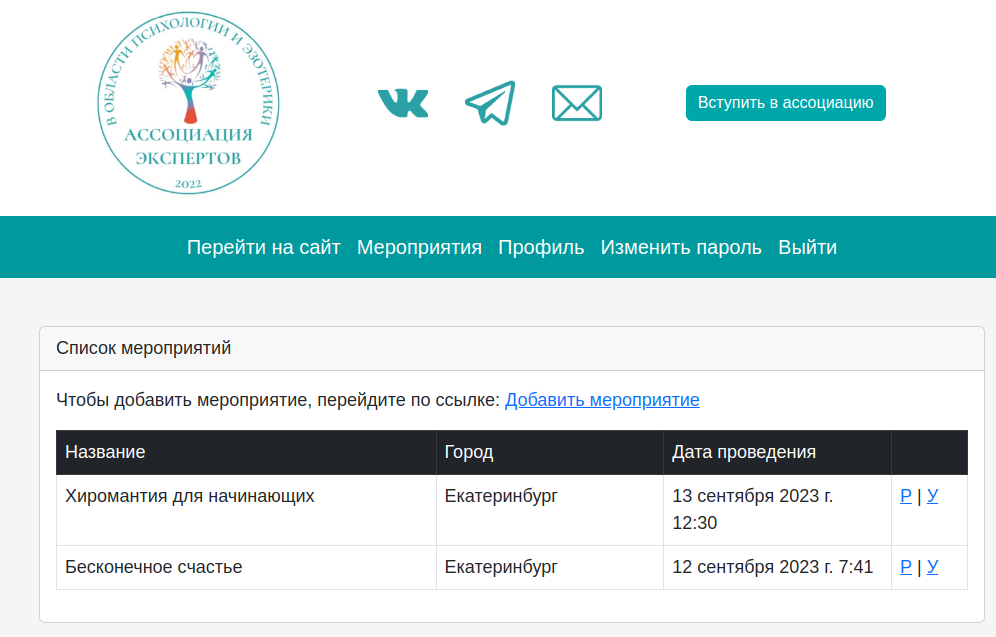 В ОБЛАСТИ ПСИХОЛОГИИ И ЭЗОТЕРИКИ
АССОЦИАЦИЯ
ЭКСПЕРТОВ
2022
Вступить в ассоциацию
Перейти на сайт Мероприятия Профиль Изменить пароль Выйти
Список мероприятий
Чтобы добавить мероприятие, перейдите по ссылке: Добавить мероприятие
Название Город Дата проведения
Хиромантия для начинающих Екатеринбург 13 сентября 2023 г. Р | У
12:30
Бесконечное счастье Екатеринбург 12 сентября 2023 г. 7:41 Р | У